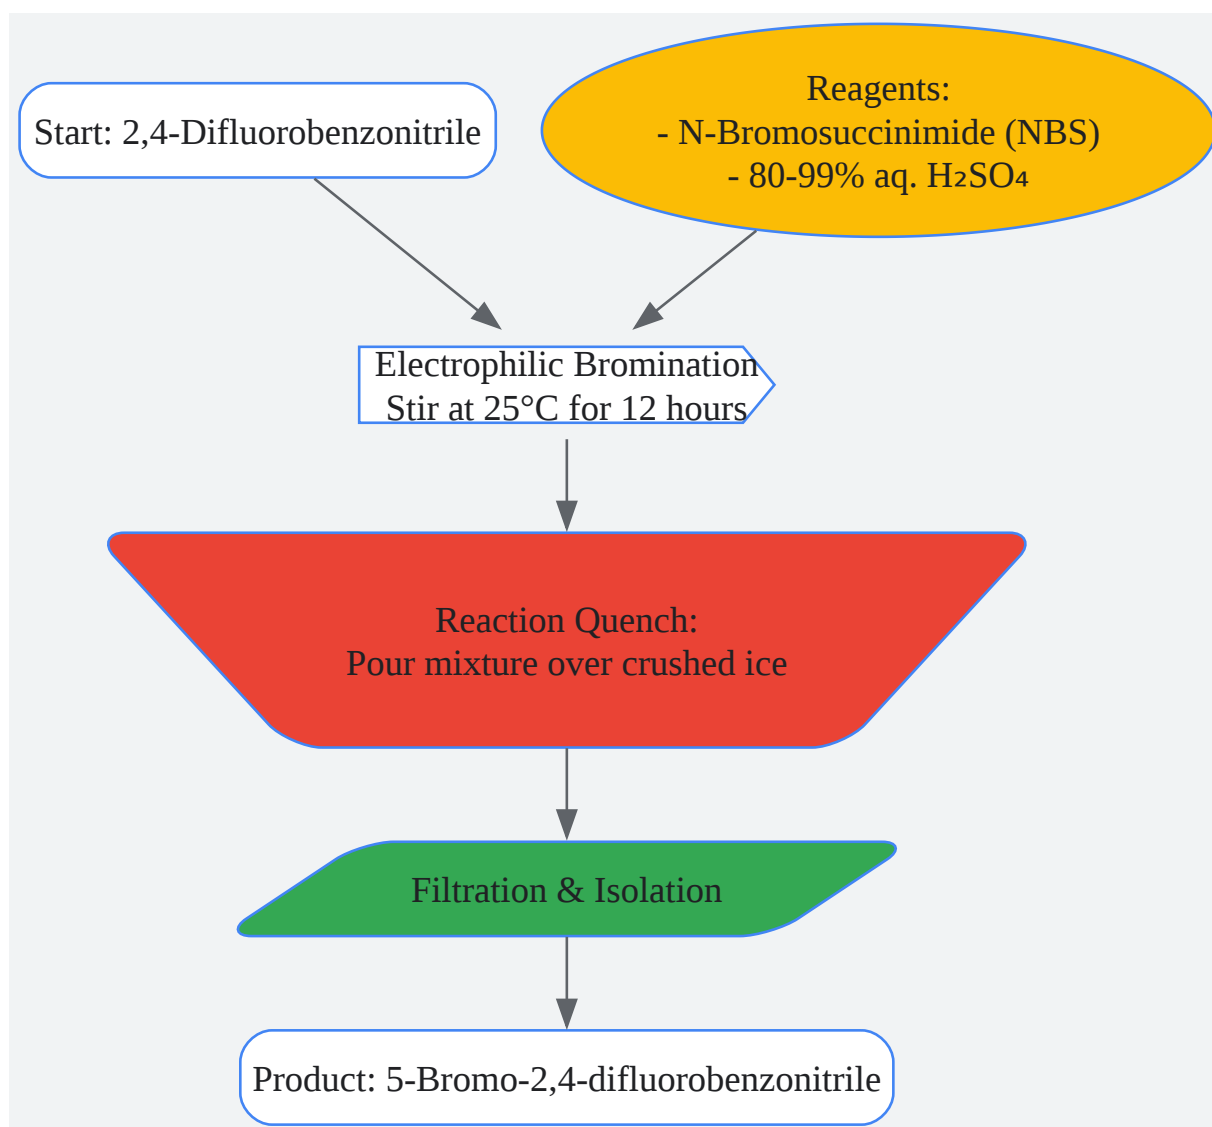 Start: 2,4-Difluorobenzonitrile
Reagents:
- N-Bromosuccinimide (NBS)
- 80-99% aq. H₂SO₄
Electrophilic Bromination
Stir at 25°C for 12 hours
Reaction Quench:
Pour mixture over crushed ice
Filtration & Isolation
Product: 5-Bromo-2,4-difluorobenzonitrile